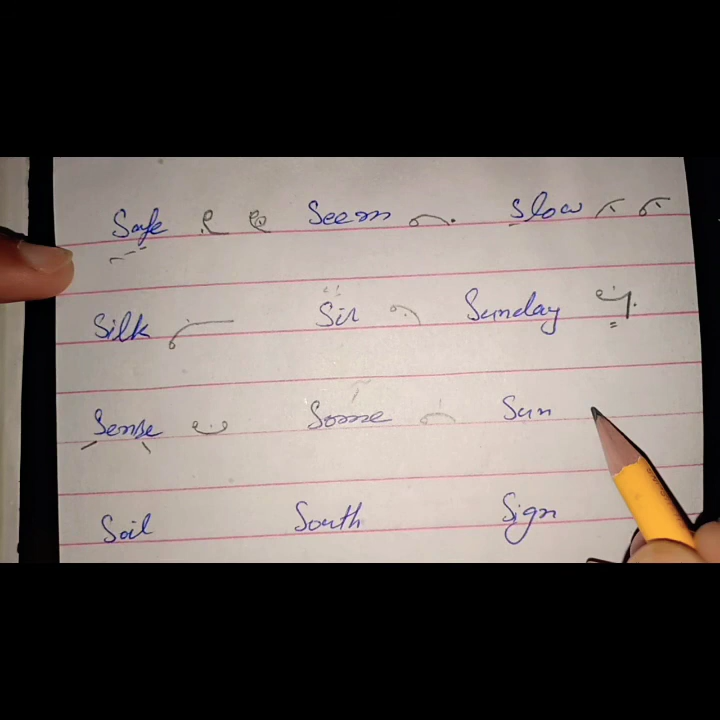 Safe Seem Slow
Silk Sir Sunday
Sense Some Sun
Soil South Sign